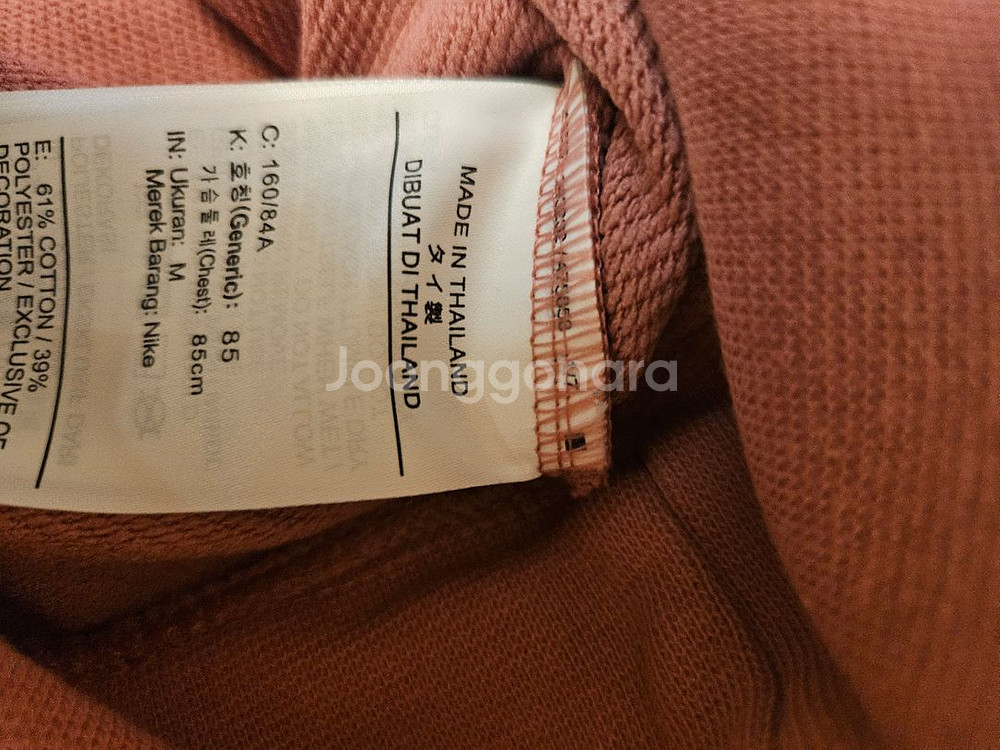 MADE IN THAILAND
タイ製
DIBUAT DI THAILAND
C: 160/84A
K: 호칭(Generic): 85
가슴둘레(Chest): 85cm
IN: Ukuran: M
Merek Barang: Nike
E: 61% COTTON / 39%
POLYESTER / EXCLUSIVE OF
DECORATION
Joonggonara